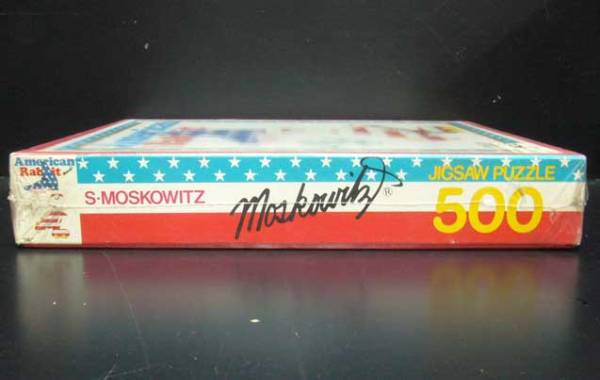 American
Rabbit
S·MOSKOWITZ
Moskowitz®
JIGSAW PUZZLE
500